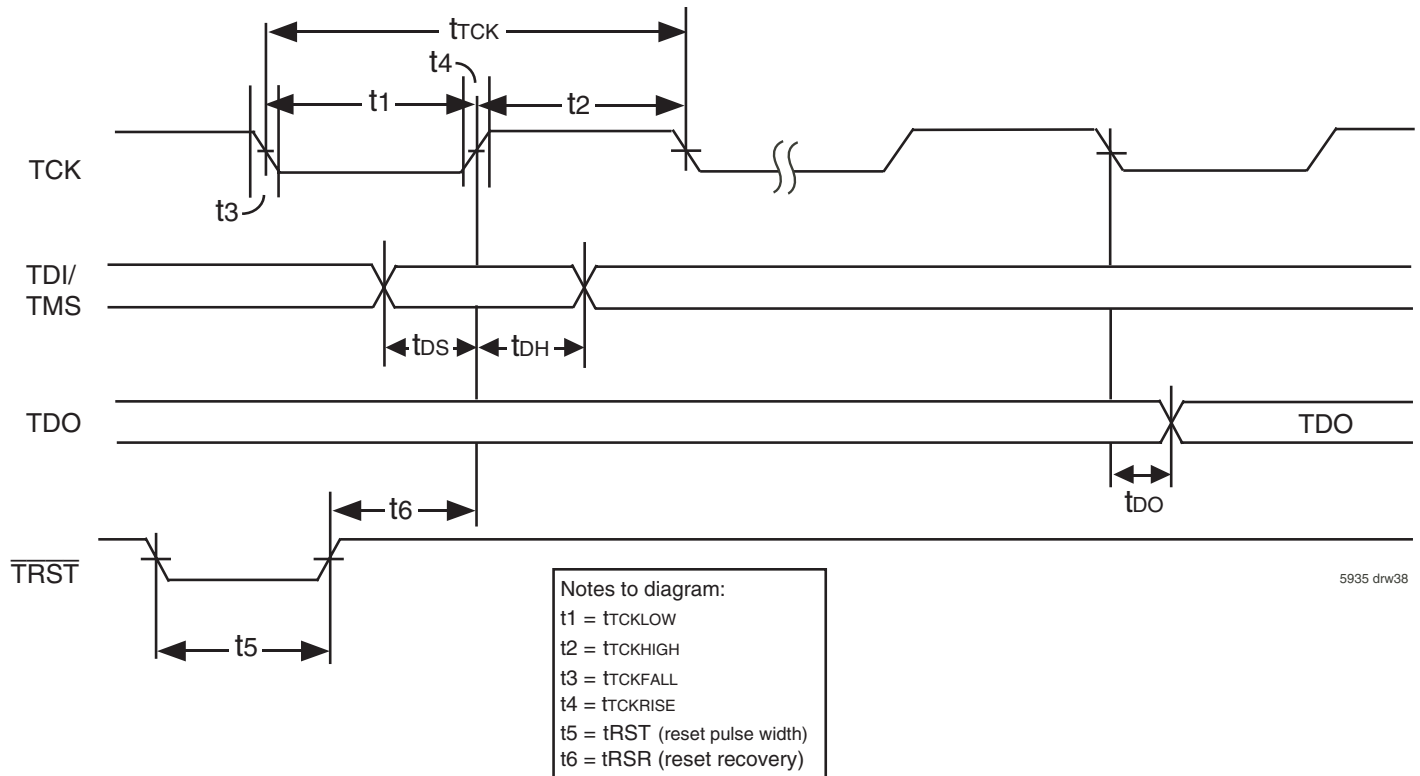 tTCK
t4
t1
t2
TCK
t3
TDI/
TMS
tDS
tDH
TDO
TDO
tDO
t6
TRST
5935 drw38
t5
Notes to diagram:
t1 = tTCKLOW
t2 = tTCKHIGH
t3 = tTCKFALL
t4 = tTCKRISE
t5 = tRST (reset pulse width)
t6 = tRSR (reset recovery)